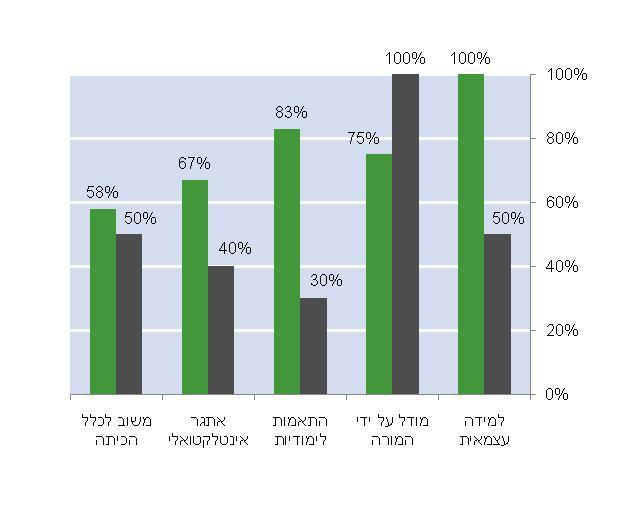 100%
100%
83%
75%
67%
58%
50%
50%
40%
30%
100%
80%
60%
40%
20%
0%
למידה
עצמאית
מודל על ידי
המורה
התאמות
לימודיות
אתגר
אינטלקטואלי
משוב לכלל
הכיתה